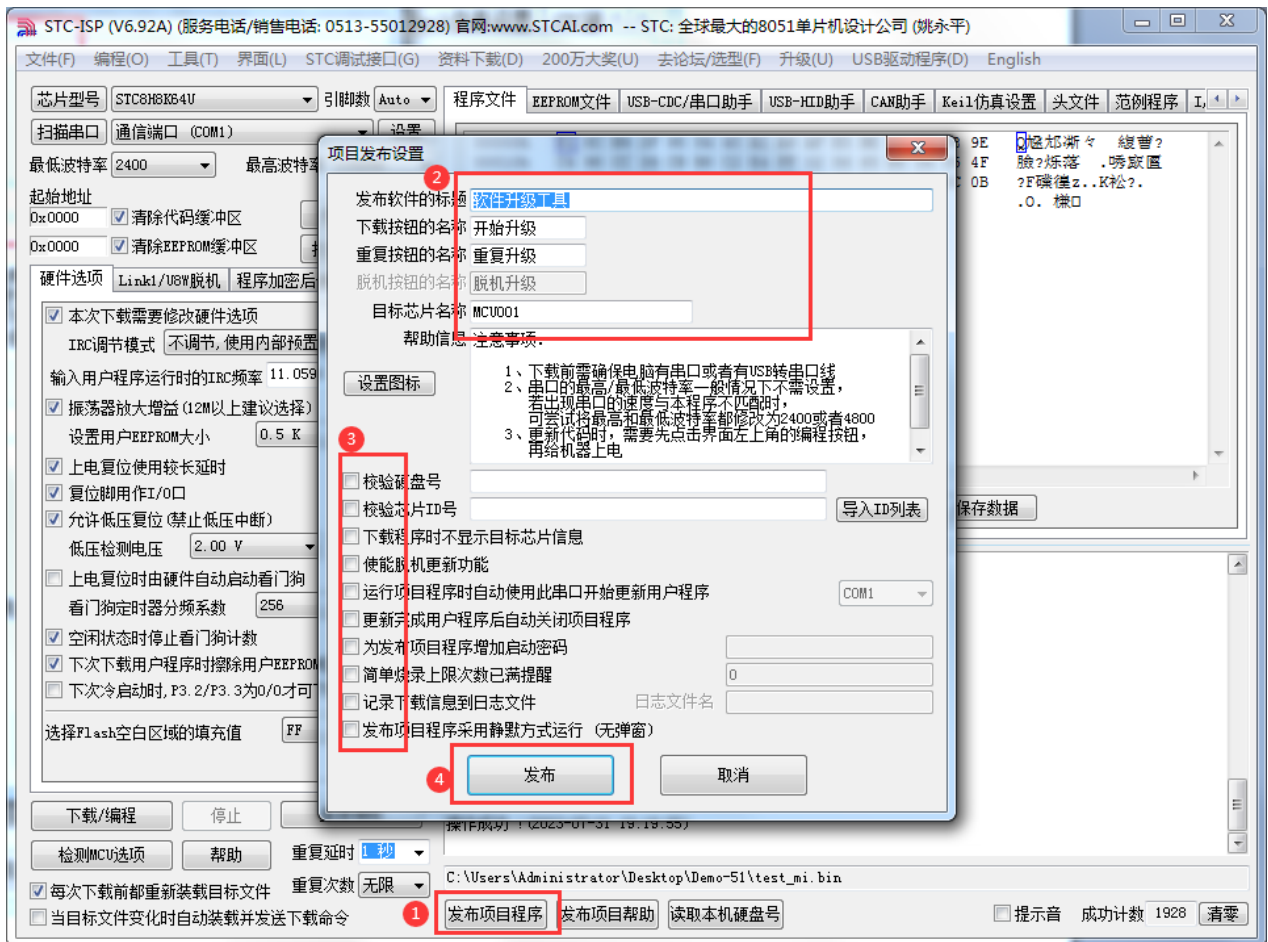 STC-ISP (V6.92A) (服务电话/销售电话: 0513-55012928) 官网:www.STCAI.com -- STC: 全球最大的8051单片机设计公司 (姚永平)
文件(F) 编程(O) 工具(T) 界面(L) STC调试接口(G) 资料下载(D) 200万大奖(U) 去论坛/选型(F) 升级(U) USB驱动程序(D) English
芯片型号 STC8H8K64U 引脚数 Auto
程序文件 EEPROM文件 USB-CDC/串口助手 USB-HID助手 CAN助手 Keil仿真设置 头文件 范例程序 I,
扫描串口 通信端口 (COM1) 设置
最低波特率 2400 最高波特率
起始地址
0x0000 清除代码缓冲区
0x0000 清除EEPROM缓冲区
9E
4F
0B
硬件选项 Link1/U8W脱机 程序加密后
本次下载需要修改硬件选项
IRC调节模式 不调节,使用内部预置
输入用户程序运行时的IRC频率 11.059
振荡器放大增益(12M以上建议选择)
设置用户EEPROM大小 0.5 K
上电复位使用较长延时
复位脚用作I/O口
允许低压复位(禁止低压中断)
低压检测电压 2.00 V
上电复位时由硬件自动启动看门狗
看门狗定时器分频系数 256
空闲状态时停止看门狗计数
下次下载用户程序时擦除用户EEPROM
下次冷启动时,P3.2/P3.3为0/0才可
选择Flash空白区域的填充值 FF
项目发布设置
2
发布软件的标题 软件升级工具
下载按钮的名称 开始升级
重复按钮的名称 重复升级
脱机按钮的名称 脱机升级
目标芯片名称 MCU001
帮助信息 注意事项:
1、下载前需确保电脑有串口或者有USB转串口线
2、串口的最高/最低波特率一般情况下不需设置,
若出现串口的速度与本程序不匹配时,
可尝试将最高和最低波特率都修改为2400或者4800
3、更新代码时,需要先点击界面左上角的编程按钮,
再给机器上电
设置图标
3
校验硬盘号
校验芯片ID号 导入ID列表
下载程序时不显示目标芯片信息
使能脱机更新功能
运行项目程序时自动使用此串口开始更新用户程序 COM1
更新完成用户程序后自动关闭项目程序
为发布项目程序增加启动密码
简单烧录上限次数已满提醒 0
记录下载信息到日志文件 日志文件名
发布项目程序采用静默方式运行 (无弹窗)
4
发布 取消
保存数据
操作成功 !(2023-01-31 19:19:55)
下载/编程 停止
检测MCU选项 帮助 重复延时 1 秒
每次下载前都重新装载目标文件 重复次数 无限
当目标文件变化时自动装载并发送下载命令
C:\Users\Administrator\Desktop\Demo-51\test_mi.bin
1
发布项目程序 发布项目帮助 读取本机硬盘号 提示音 成功计数 1928 清零